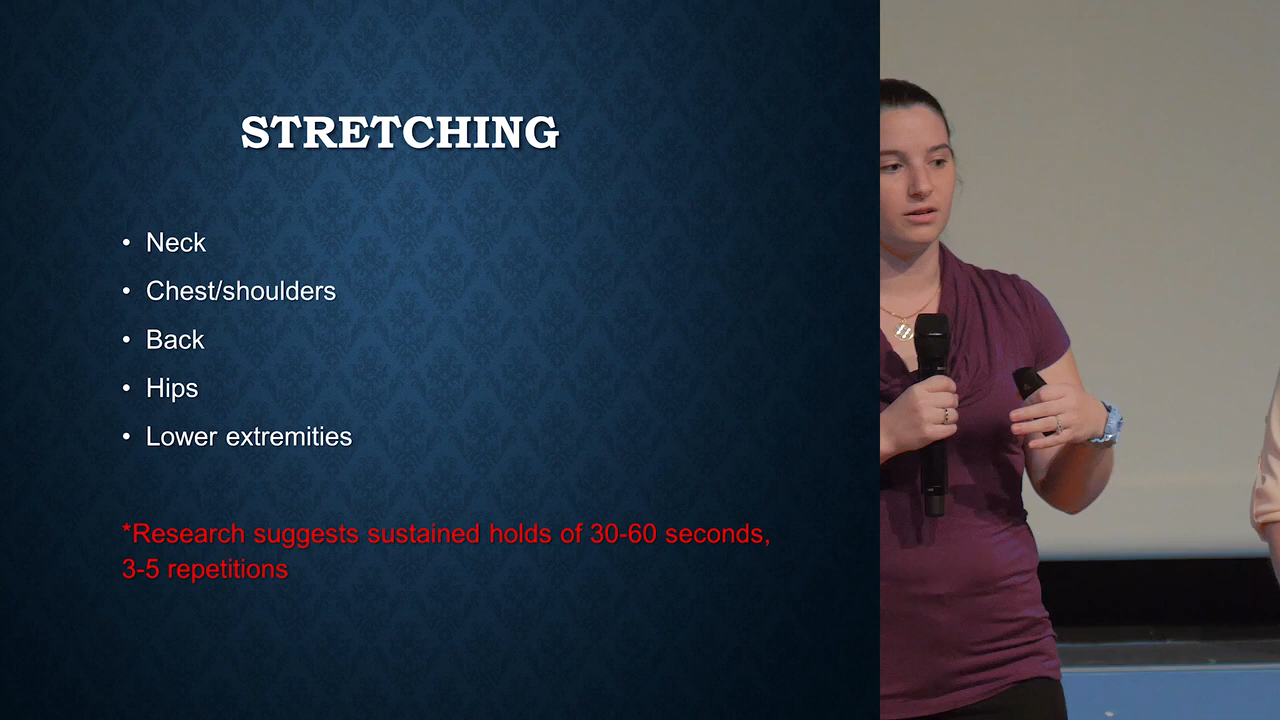 STRETCHING
• Neck
• Chest/shoulders
• Back
• Hips
• Lower extremities
*Research suggests sustained holds of 30-60 seconds,
3-5 repetitions